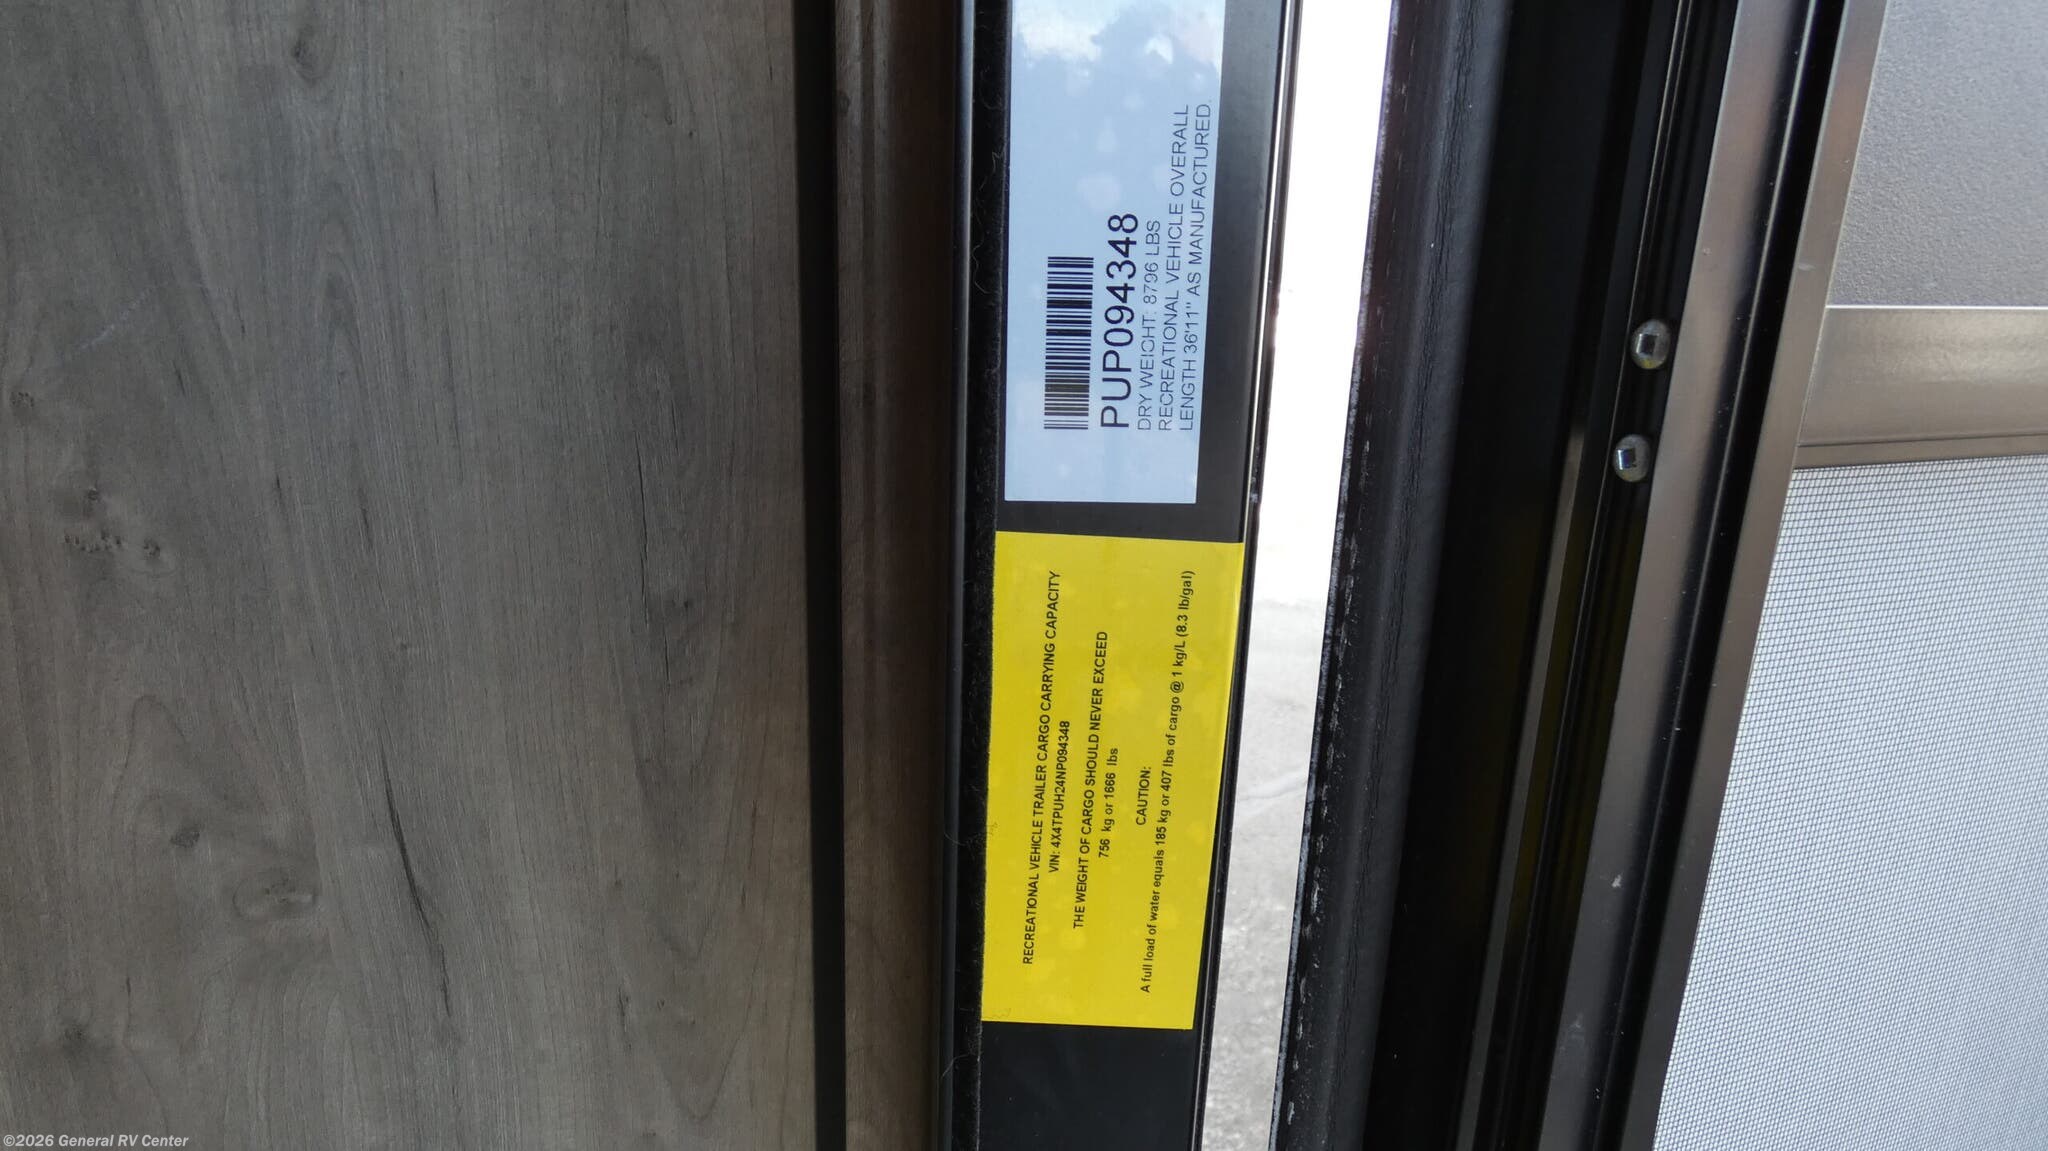 PUP094348
DRY WEIGHT: 8796 LBS
RECREATIONAL VEHICLE OVERALL
LENGTH 36'11" AS MANUFACTURED.
RECREATIONAL VEHICLE TRAILER CARGO CARRYING CAPACITY
VIN: 4X4TPUH24NP094348
THE WEIGHT OF CARGO SHOULD NEVER EXCEED
756 kg or 1666 lbs
CAUTION:
A full load of water equals 185 kg or 407 lbs of cargo @ 1 kg/L (8.3 lb/gal)
©2026 General RV Center